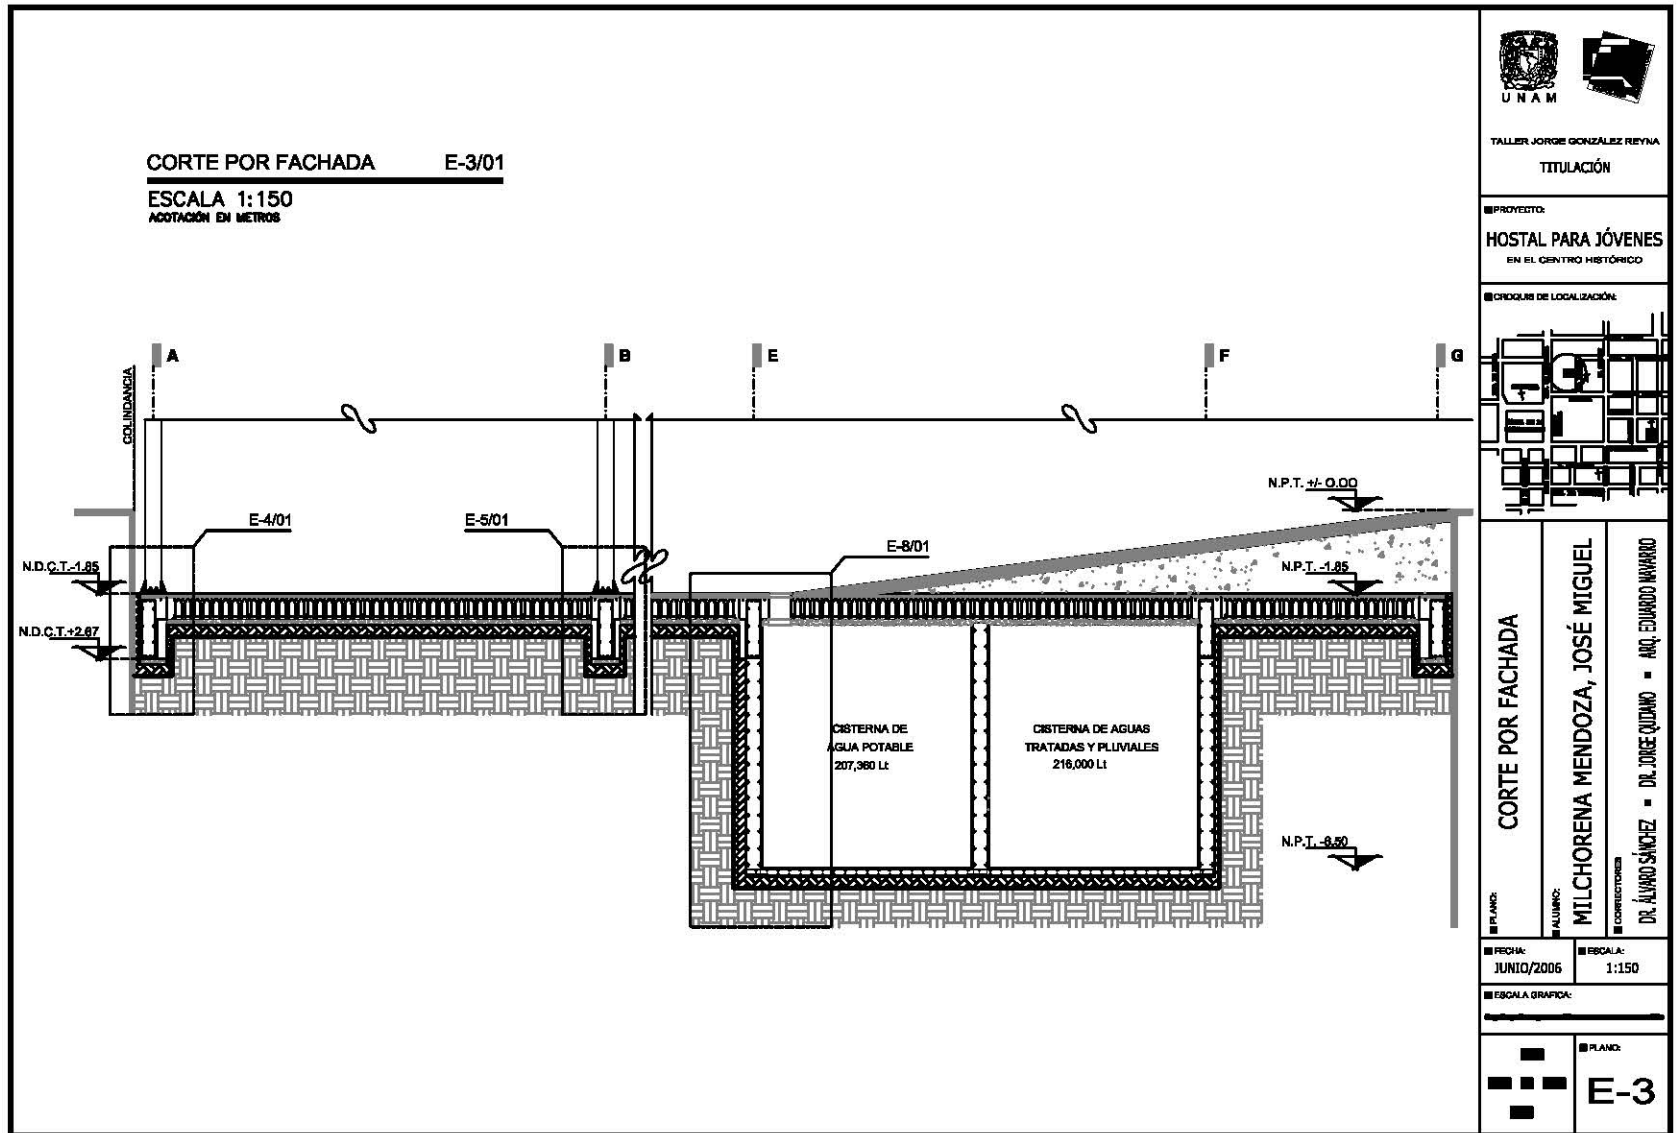 CORTE POR FACHADA E-3/01
ESCALA 1:150
ACOTACIÓN EN METROS
A
B
E
F
G
COLINDANCIA
E-4/01
E-5/01
E-8/01
N.P.T. +/- 0.00
N.D.C.T.-1.85
N.P.T. -1.85
N.D.C.T.+2.67
CISTERNA DE
AGUA POTABLE
207,360 Lt
CISTERNA DE AGUAS
TRATADAS Y PLUVIALES
216,000 Lt
N.P.T. -6.50
UNAM
TALLER JORGE GONZÁLEZ REYNA
TITULACIÓN
PROYECTO:
HOSTAL PARA JÓVENES
EN EL CENTRO HISTÓRICO
CROQUIS DE LOCALIZACIÓN:
PLANO:
CORTE POR FACHADA
ALUMNO:
MILCHORENA MENDOZA, JOSÉ MIGUEL
CORRECTORES
DR. ÁLVARO SÁNCHEZ ▪ DR. JORGE QUIJANO ▪ ARQ. EDUARDO NAVARRO
FECHA:
JUNIO/2006
ESCALA:
1:150
ESCALA GRAFICA:
PLANO:
E-3